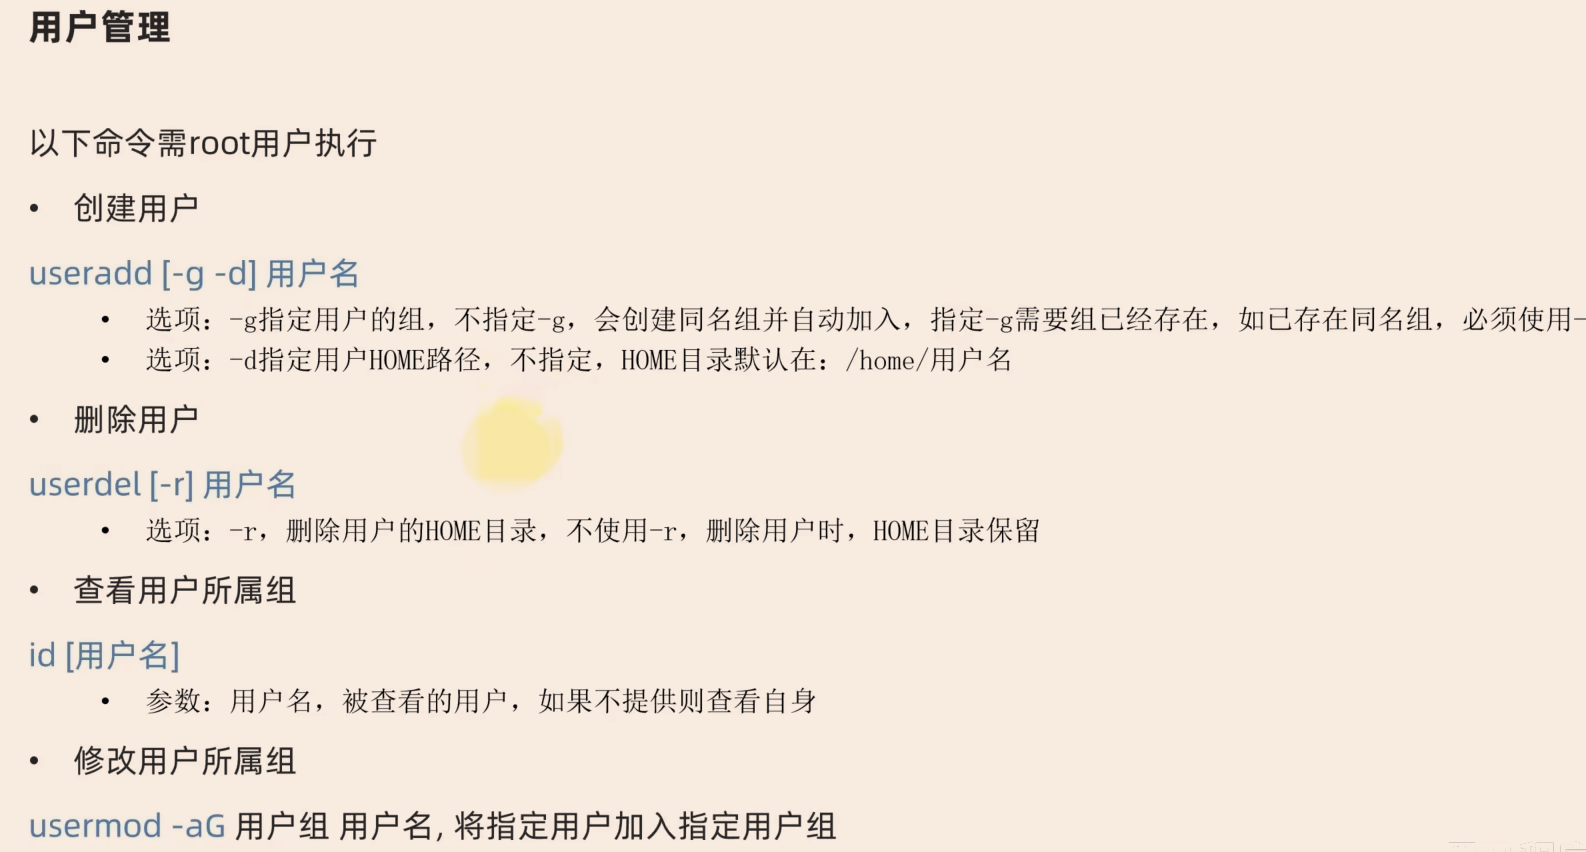 用户管理
以下命令需root用户执行
• 创建用户
useradd [-g -d] 用户名
• 选项：-g指定用户的组，不指定-g，会创建同名组并自动加入，指定-g需要组已经存在，如已存在同名组，必须使用-
• 选项：-d指定用户HOME路径，不指定，HOME目录默认在：/home/用户名
• 删除用户
userdel [-r] 用户名
• 选项：-r，删除用户的HOME目录，不使用-r，删除用户时，HOME目录保留
• 查看用户所属组
id [用户名]
• 参数：用户名，被查看的用户，如果不提供则查看自身
• 修改用户所属组
usermod -aG 用户组 用户名, 将指定用户加入指定用户组